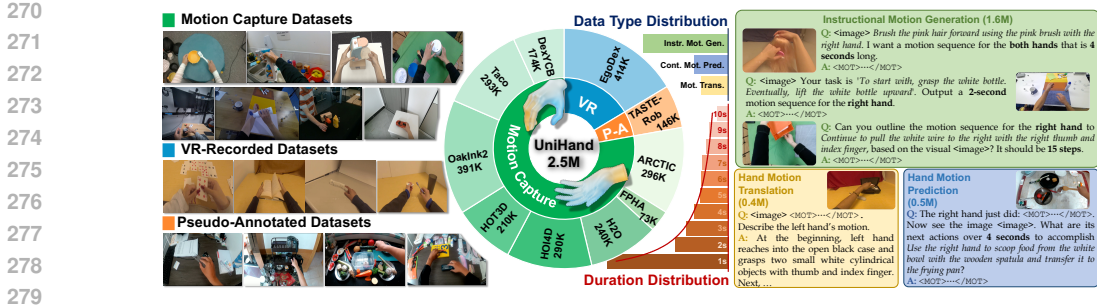 270
271
272
273
274
275
276
277
278
279
Motion Capture Datasets
VR-Recorded Datasets
Pseudo-Annotated Datasets
UniHand
2.5M
Motion Capture
VR
P-A
DexYCB
174K
EgoDex
414K
TASTE-Rob
146K
ARCTIC
296K
FPHA
73K
H2O
240K
HOI4D
290K
HOT3D
210K
OakInk2
391K
Taco
293K
Data Type Distribution
Instr. Mot. Gen.
Cont. Mot. Pred.
Mot. Trans.
10s
9s
8s
7s
6s
5s
4s
3s
2s
1s
Duration Distribution
Instructional Motion Generation (1.6M)
Q: <image> Brush the pink hair forward using the pink brush with the
right hand. I want a motion sequence for the both hands that is 4
seconds long.
A: <MOT>···</MOT>
Q: <image> Your task is 'To start with, grasp the white bottle.
Eventually, lift the white bottle upward'. Output a 2-second
motion sequence for the right hand.
A: <MOT>···</MOT>
Q: Can you outline the motion sequence for the right hand to
Continue to pull the white wire to the right with the right thumb and
index finger, based on the visual <image>? It should be 15 steps.
A: <MOT>···</MOT>
Hand Motion
Translation
(0.4M)
Q: <image> <MOT>···</MOT>.
Describe the left hand's motion.
A: At the beginning, left hand
reaches into the open black case and
grasps two small white cylindrical
objects with thumb and index finger.
Next, …
Hand Motion
Prediction
(0.5M)
Q: The right hand just did: <MOT>···</MOT>.
Now see the image <image>. What are its
next actions over 4 seconds to accomplish
Use the right hand to scoop food from the white
bowl with the wooden spatula and transfer it to
the frying pan?
A: <MOT>···</MOT>